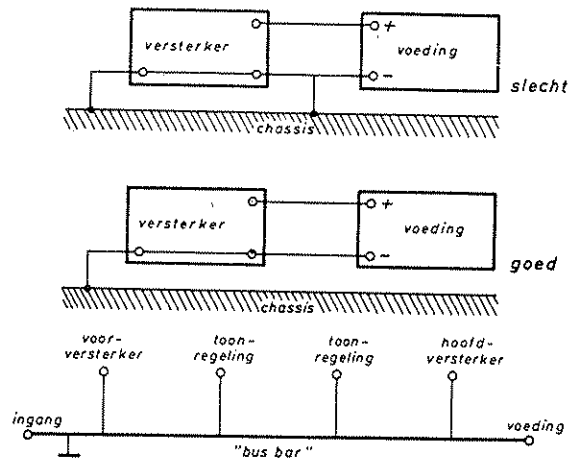 versterker
+
voeding
-
slecht
chassis
versterker
+
voeding
-
goed
chassis
voor-
versterker
toon-
regeling
toon-
regeling
hoofd-
versterker
ingang
voeding
"bus bar"